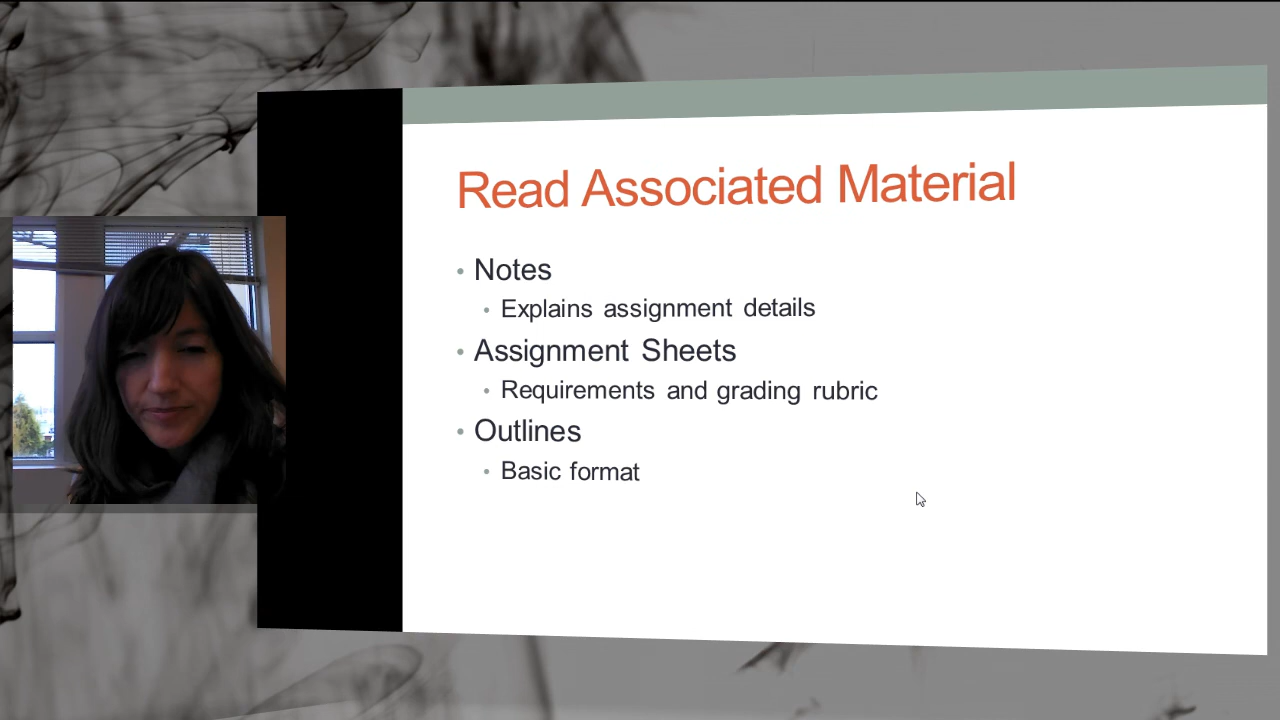 Read Associated Material
• Notes
• Explains assignment details
• Assignment Sheets
• Requirements and grading rubric
• Outlines
• Basic format